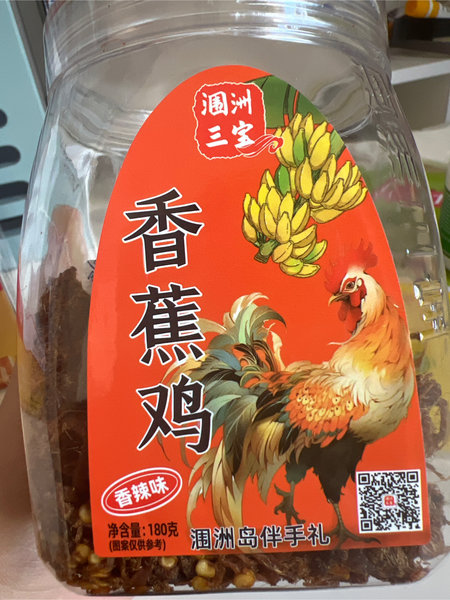 涠洲
三宝
香蕉鸡
香辣味
净含量:180克
(图案仅供参考)
涠洲岛伴手礼